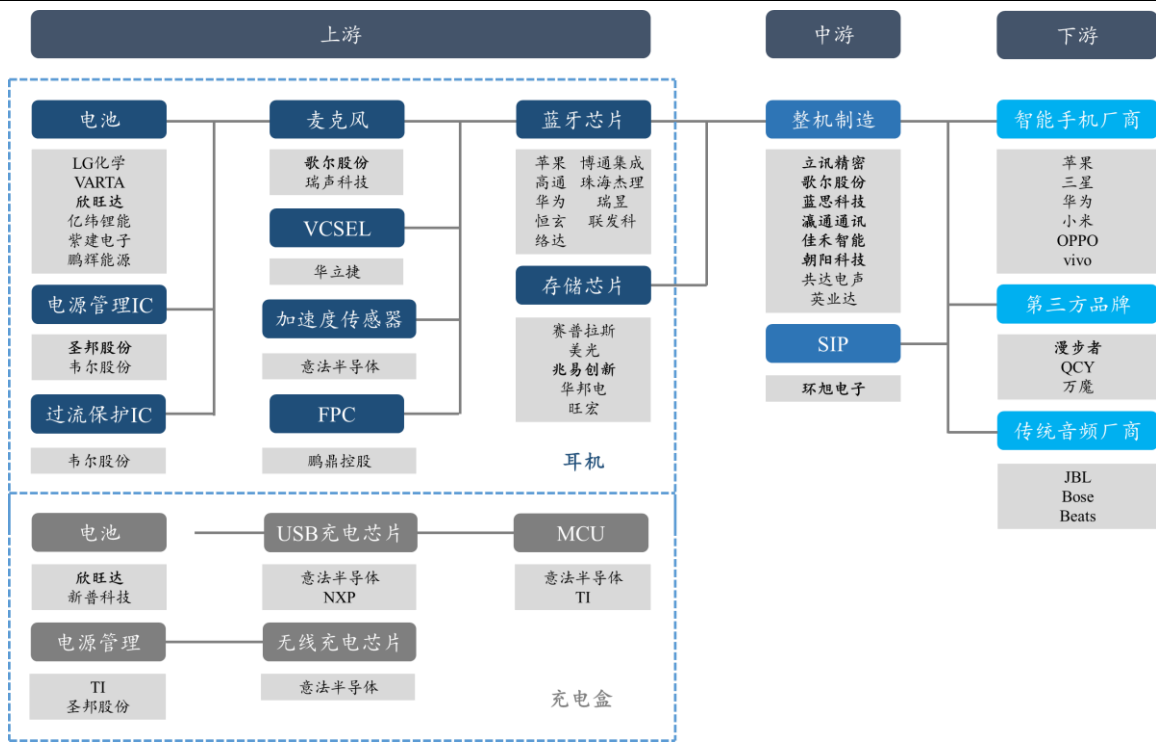 上游
中游
下游
电池
LG化学
VARTA
欣旺达
亿纬锂能
紫建电子
鹏辉能源
电源管理IC
圣邦股份
韦尔股份
过流保护IC
韦尔股份
麦克风
歌尔股份
瑞声科技
VCSEL
华立捷
加速度传感器
意法半导体
FPC
鹏鼎控股
蓝牙芯片
苹果 博通集成
高通 珠海杰理
华为 瑞昱
恒玄 联发科
络达
存储芯片
赛普拉斯
美光
兆易创新
华邦电
旺宏
耳机
电池
欣旺达
新普科技
USB充电芯片
意法半导体
NXP
MCU
意法半导体
TI
电源管理
TI
圣邦股份
无线充电芯片
意法半导体
充电盒
整机制造
立讯精密
歌尔股份
蓝思科技
瀛通通讯
佳禾智能
朝阳科技
共达电声
英业达
SIP
环旭电子
智能手机厂商
苹果
三星
华为
小米
OPPO
vivo
第三方品牌
漫步者
QCY
万魔
传统音频厂商
JBL
Bose
Beats